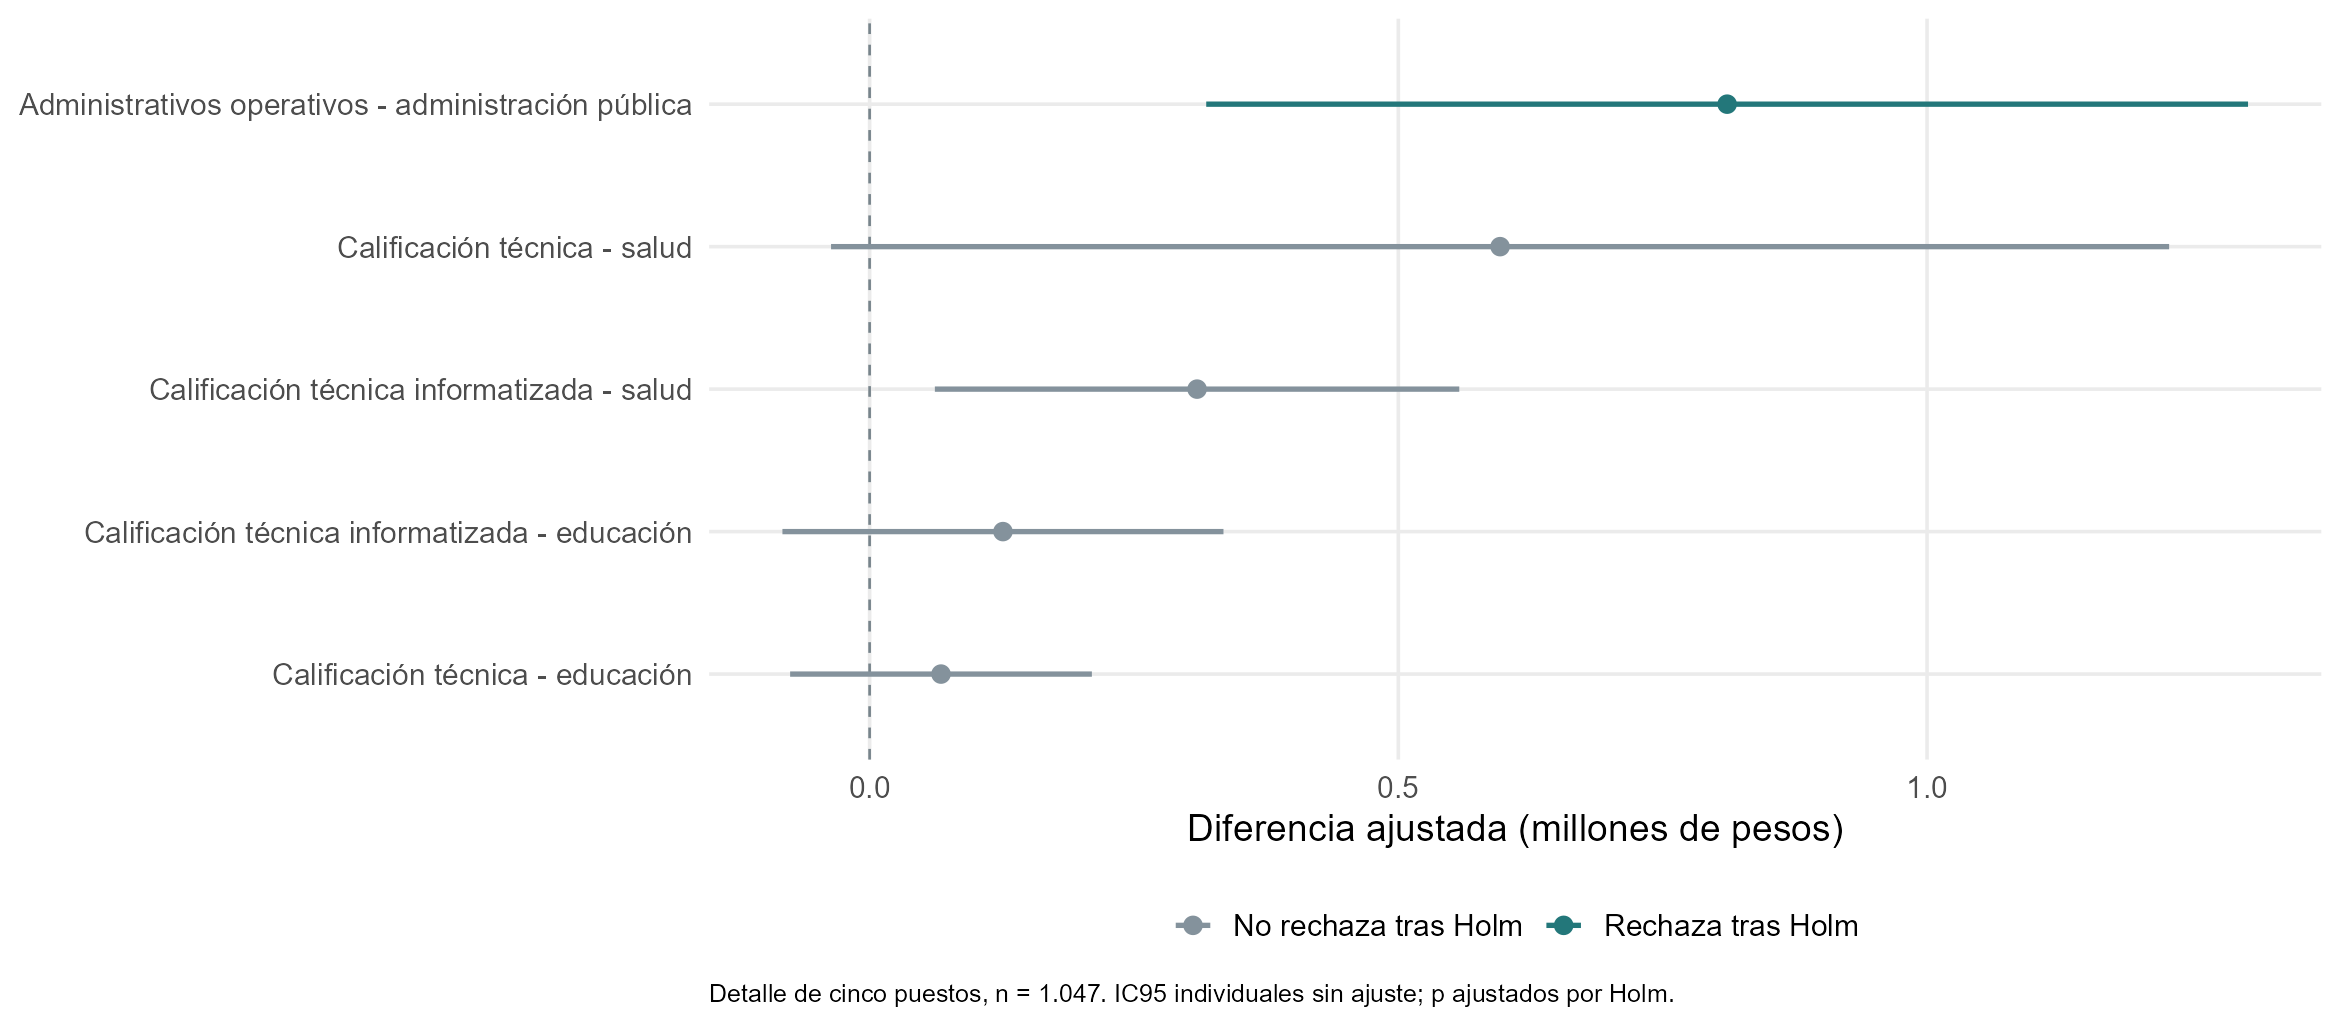 Administrativos operativos - administración pública
Calificación técnica - salud
Calificación técnica informatizada - salud
Calificación técnica informatizada - educación
Calificación técnica - educación
0.0 0.5 1.0
Diferencia ajustada (millones de pesos)
No rechaza tras Holm Rechaza tras Holm
Detalle de cinco puestos, n = 1.047. IC95 individuales sin ajuste; p ajustados por Holm.